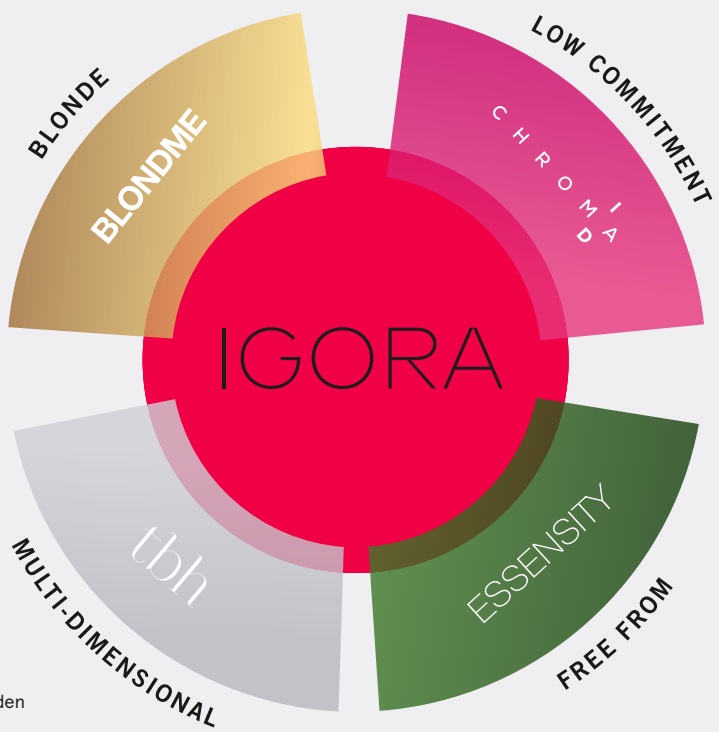 BLONDE
BLONDME
LOW COMMITMENT
CHROMA
ID
IGORA
MULTI-DIMENSIONAL
tbh
ESSENSITY
FREE FROM